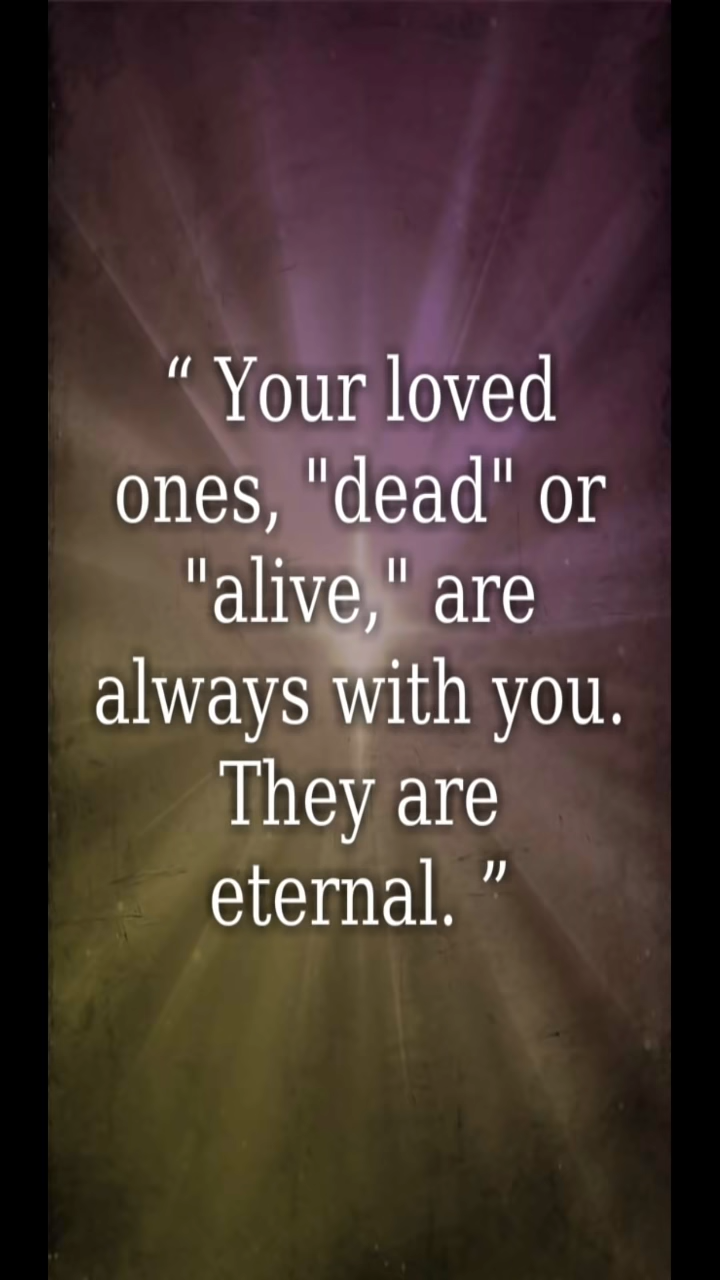 “ Your loved
ones, "dead" or
"alive," are
always with you.
They are
eternal. ”